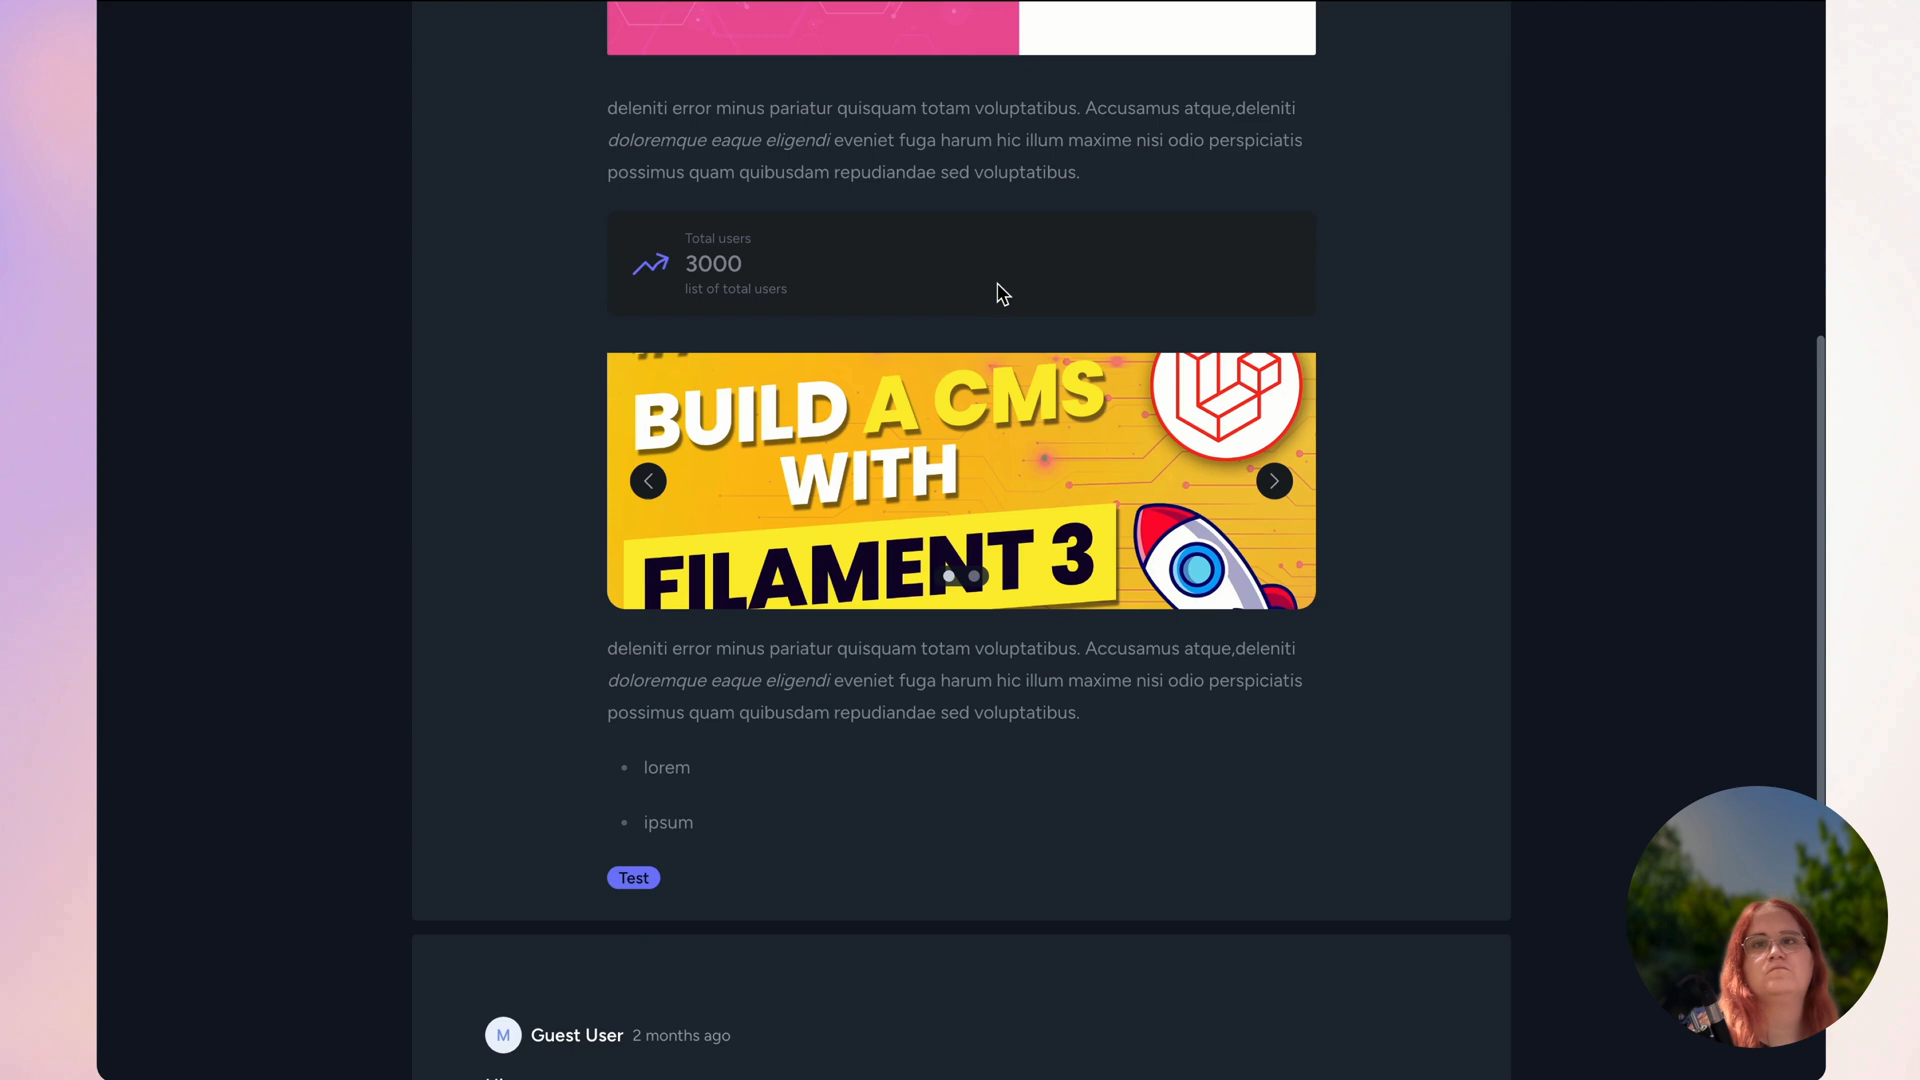 deleniti error minus pariatur quisquam totam voluptatibus. Accusamus atque,deleniti
doloremque eaque eligendi eveniet fuga harum hic illum maxime nisi odio perspiciatis
possimus quam quibusdam repudiandae sed voluptatibus.
Total users
3000
list of total users
BUILD A CMS
WITH
FILAMENT 3
deleniti error minus pariatur quisquam totam voluptatibus. Accusamus atque,deleniti
doloremque eaque eligendi eveniet fuga harum hic illum maxime nisi odio perspiciatis
possimus quam quibusdam repudiandae sed voluptatibus.
• lorem
• ipsum
Test
M Guest User 2 months ago